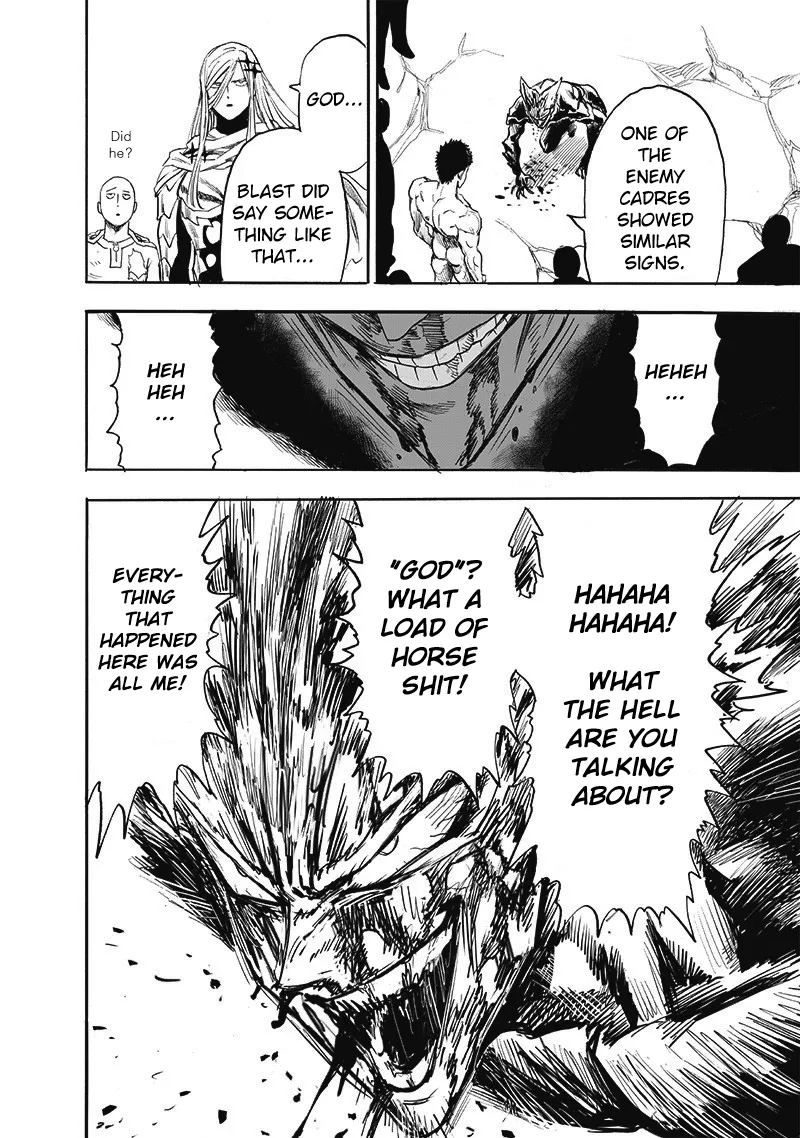 ONE OF
THE
ENEMY
CADRES
SHOWED
SIMILAR
SIGNS.
GOD...
BLAST DID
SAY SOME-
THING LIKE
THAT...
Did
he?
HEHEH
...
HEH
HEH
...
HAHAHA
HAHAHA!
WHAT
THE HELL
ARE YOU
TALKING
ABOUT?
"GOD"?
WHAT A
LOAD OF
HORSE
SHIT!
EVERY-
THING
THAT
HAPPENED
HERE WAS
ALL ME!